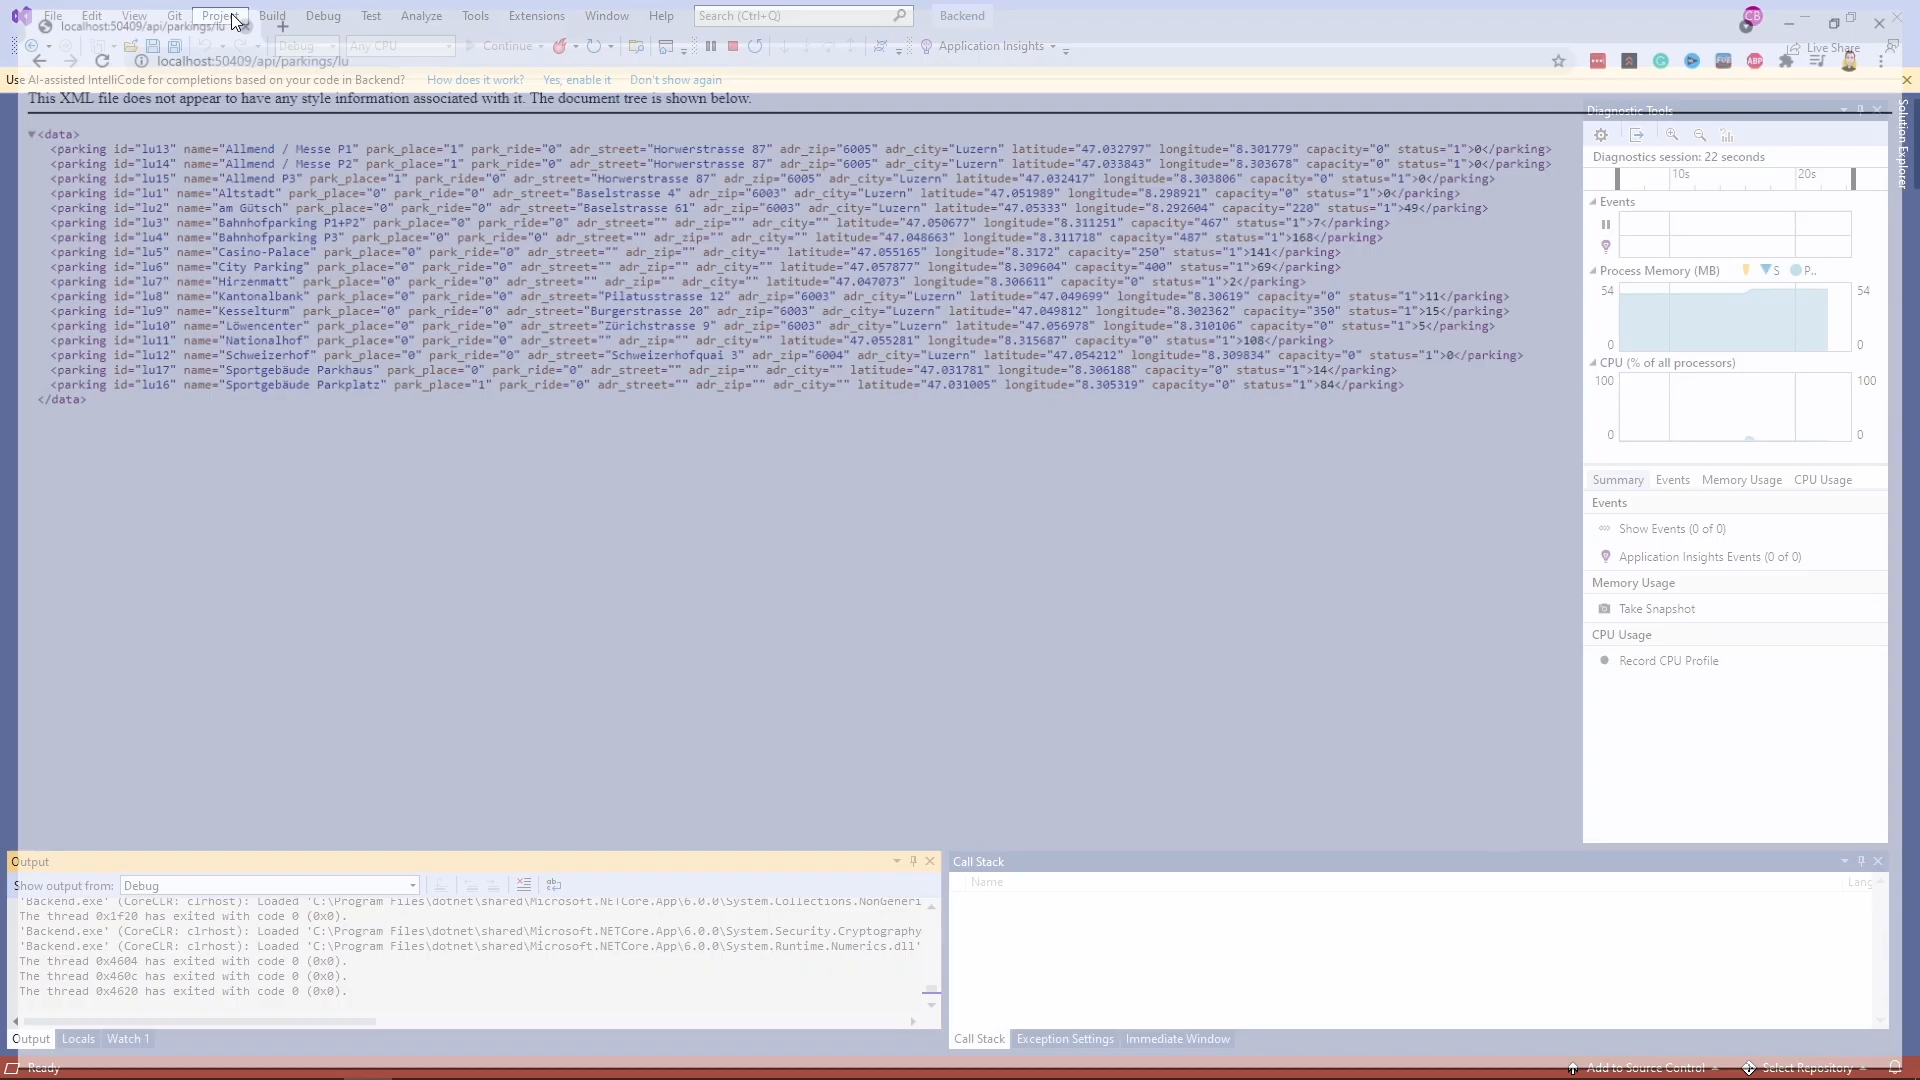 File Edit View Git Project Build Debug Test Analyze Tools Extensions Window Help Search (Ctrl+Q) Backend CB
localhost:50409/api/parkings/lu
Debug Any CPU Continue Application Insights Live Share
localhost:50409/api/parkings/lu ABP
Use AI-assisted IntelliCode for completions based on your code in Backend? How does it work? Yes, enable it Don't show again
This XML file does not appear to have any style information associated with it. The document tree is shown below.
<data>
<parking id="lu13" name="Allmend / Messe P1" park_place="1" park_ride="0" adr_street="Horwerstrasse 87" adr_zip="6005" adr_city="Luzern" latitude="47.032797" longitude="8.301779" capacity="0" status="1">0</parking>
<parking id="lu14" name="Allmend / Messe P2" park_place="1" park_ride="0" adr_street="Horwerstrasse 87" adr_zip="6005" adr_city="Luzern" latitude="47.033843" longitude="8.303678" capacity="0" status="1">0</parking>
<parking id="lu15" name="Allmend P3" park_place="1" park_ride="0" adr_street="Horwerstrasse 87" adr_zip="6005" adr_city="Luzern" latitude="47.032417" longitude="8.303806" capacity="0" status="1">0</parking>
<parking id="lu1" name="Altstadt" park_place="0" park_ride="0" adr_street="Baselstrasse 4" adr_zip="6003" adr_city="Luzern" latitude="47.051989" longitude="8.298921" capacity="0" status="1">0</parking>
<parking id="lu2" name="am Gütsch" park_place="0" park_ride="0" adr_street="Baselstrasse 61" adr_zip="6003" adr_city="Luzern" latitude="47.05333" longitude="8.292604" capacity="220" status="1">49</parking>
<parking id="lu3" name="Bahnhofparking P1+P2" park_place="0" park_ride="0" adr_street="" adr_zip="" adr_city="" latitude="47.050677" longitude="8.311251" capacity="467" status="1">7</parking>
<parking id="lu4" name="Bahnhofparking P3" park_place="0" park_ride="0" adr_street="" adr_zip="" adr_city="" latitude="47.048663" longitude="8.311718" capacity="487" status="1">168</parking>
<parking id="lu5" name="Casino-Palace" park_place="0" park_ride="0" adr_street="" adr_zip="" adr_city="" latitude="47.055165" longitude="8.3172" capacity="250" status="1">141</parking>
<parking id="lu6" name="City Parking" park_place="0" park_ride="0" adr_street="" adr_zip="" adr_city="" latitude="47.057877" longitude="8.309604" capacity="400" status="1">69</parking>
<parking id="lu7" name="Hirzenmatt" park_place="0" park_ride="0" adr_street="" adr_zip="" adr_city="" latitude="47.047073" longitude="8.306611" capacity="0" status="1">2</parking>
<parking id="lu8" name="Kantonalbank" park_place="0" park_ride="0" adr_street="Pilatusstrasse 12" adr_zip="6003" adr_city="Luzern" latitude="47.049699" longitude="8.30619" capacity="0" status="1">11</parking>
<parking id="lu9" name="Kesselturm" park_place="0" park_ride="0" adr_street="Burgerstrasse 20" adr_zip="6003" adr_city="Luzern" latitude="47.049812" longitude="8.302362" capacity="350" status="1">15</parking>
<parking id="lu10" name="Löwencenter" park_place="0" park_ride="0" adr_street="Zürichstrasse 9" adr_zip="6003" adr_city="Luzern" latitude="47.056978" longitude="8.310106" capacity="0" status="1">5</parking>
<parking id="lu11" name="Nationalhof" park_place="0" park_ride="0" adr_street="" adr_zip="" adr_city="" latitude="47.055281" longitude="8.315687" capacity="0" status="1">108</parking>
<parking id="lu12" name="Schweizerhof" park_place="0" park_ride="0" adr_street="Schweizerhofquai 3" adr_zip="6004" adr_city="Luzern" latitude="47.054212" longitude="8.309834" capacity="0" status="1">0</parking>
<parking id="lu17" name="Sportgebäude Parkhaus" park_place="0" park_ride="0" adr_street="" adr_zip="" adr_city="" latitude="47.031781" longitude="8.306188" capacity="0" status="1">14</parking>
<parking id="lu16" name="Sportgebäude Parkplatz" park_place="1" park_ride="0" adr_street="" adr_zip="" adr_city="" latitude="47.031005" longitude="8.305319" capacity="0" status="1">84</parking>
</data>
Solution Explorer
Diagnostic Tools
Diagnostics session: 22 seconds
10s 20s
Events
Process Memory (MB) S P..
54 54
0 0
CPU (% of all processors)
100 100
0 0
Summary Events Memory Usage CPU Usage
Events
Show Events (0 of 0)
Application Insights Events (0 of 0)
Memory Usage
Take Snapshot
CPU Usage
Record CPU Profile
Output
Show output from: Debug
'Backend.exe' (CoreCLR: clrhost): Loaded 'C:\Program Files\dotnet\shared\Microsoft.NETCore.App\6.0.0\System.Collections.NonGeneri
The thread 0x1f20 has exited with code 0 (0x0).
'Backend.exe' (CoreCLR: clrhost): Loaded 'C:\Program Files\dotnet\shared\Microsoft.NETCore.App\6.0.0\System.Security.Cryptography
'Backend.exe' (CoreCLR: clrhost): Loaded 'C:\Program Files\dotnet\shared\Microsoft.NETCore.App\6.0.0\System.Runtime.Numerics.dll'
The thread 0x4604 has exited with code 0 (0x0).
The thread 0x460c has exited with code 0 (0x0).
The thread 0x4620 has exited with code 0 (0x0).
Output Locals Watch 1
Call Stack
Name Lang
Call Stack Exception Settings Immediate Window
Ready Add to Source Control Select Repository